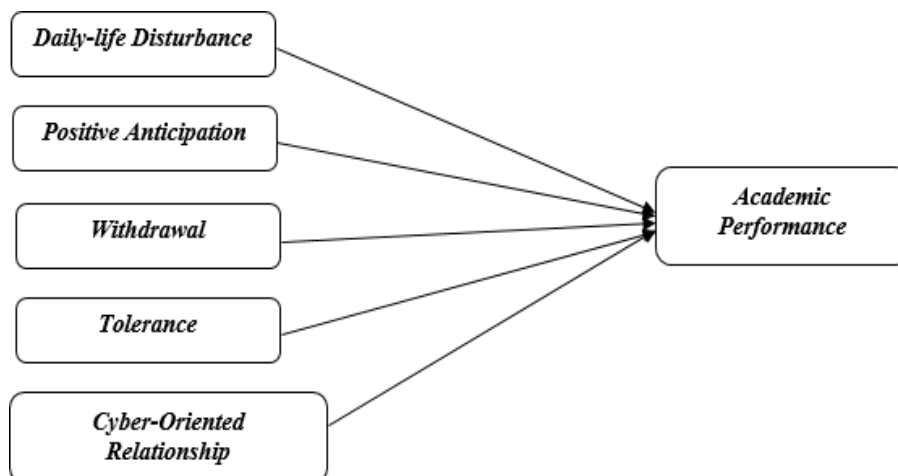 Daily-life Disturbance
Positive Anticipation
Withdrawal
Tolerance
Cyber-Oriented
Relationship
Academic
Performance